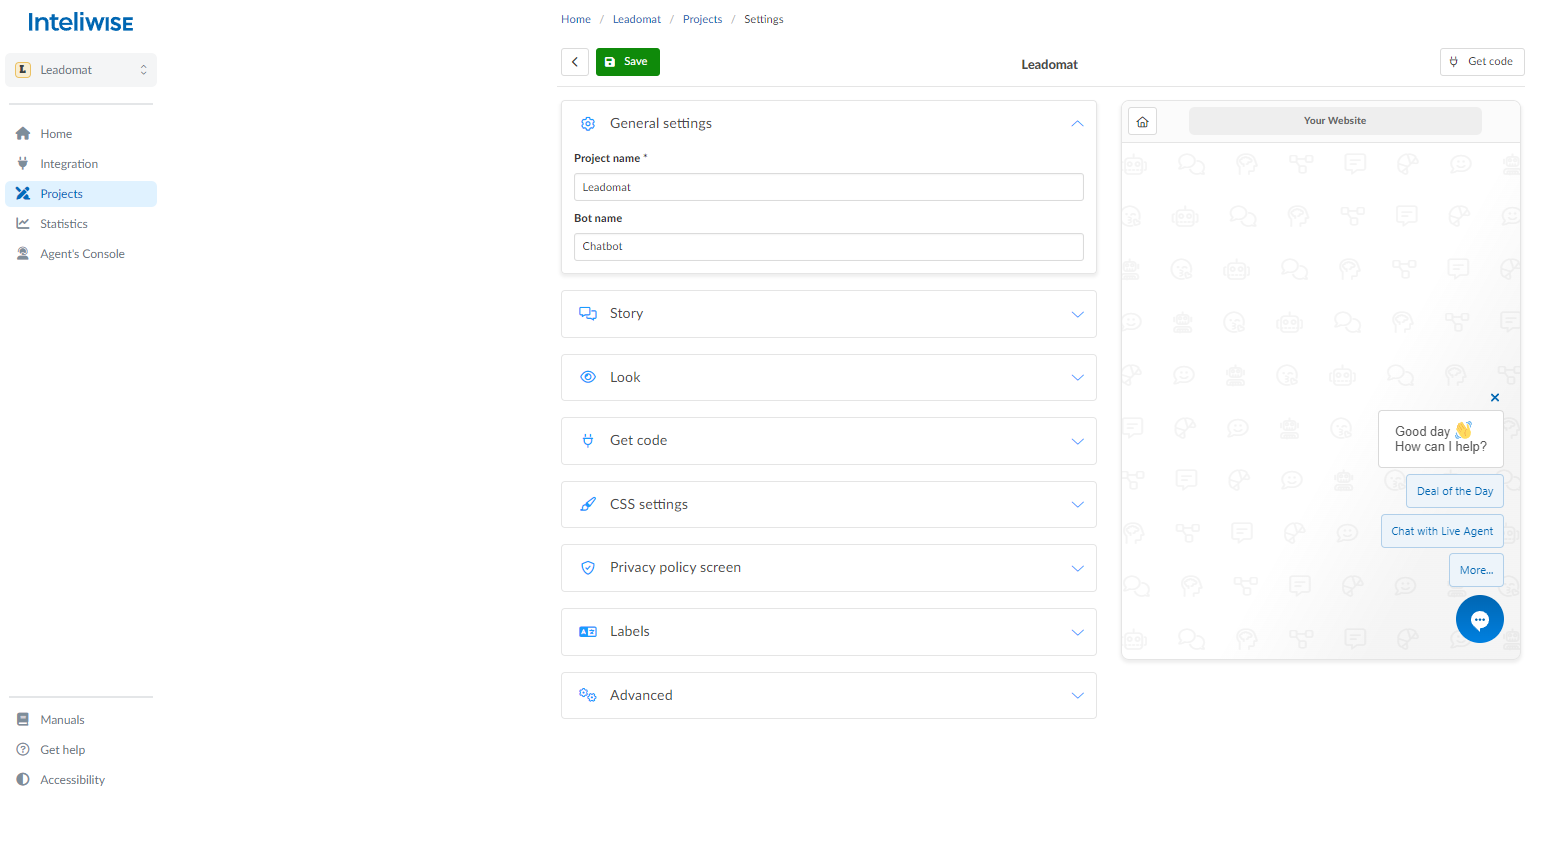 InteliWISE
L Leadomat
Home
Integration
Projects
Statistics
Agent's Console
Manuals
Get help
Accessibility
Home / Leadomat / Projects / Settings
Save
Leadomat
Get code
General settings
Project name *
Leadomat
Bot name
Chatbot
Story
Look
Get code
CSS settings
Privacy policy screen
Labels
Advanced
Your Website
Good day 👋
How can I help?
Deal of the Day
Chat with Live Agent
More...